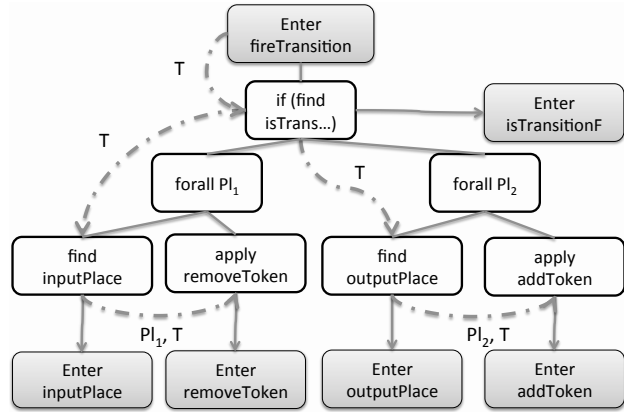 Enter
fireTransition
T
if (find
isTrans...)
Enter
isTransitionF
T
T
forall Pl₁
forall Pl₂
find
inputPlace
apply
removeToken
find
outputPlace
apply
addToken
Pl₁, T
Pl₂, T
Enter
inputPlace
Enter
removeToken
Enter
outputPlace
Enter
addToken